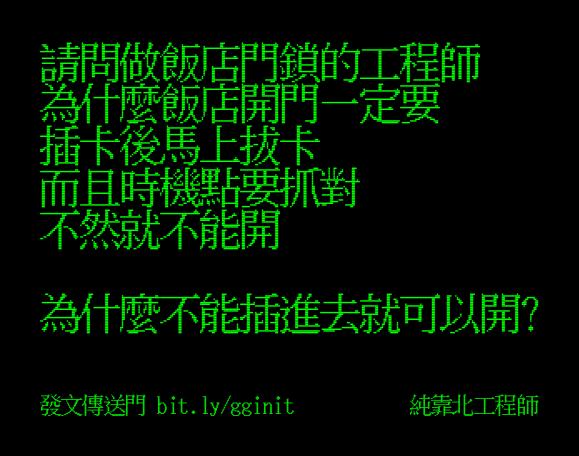 請問做飯店門鎖的工程師
為什麼飯店開門一定要
插卡後馬上拔卡
而且時機點要抓對
不然就不能開
為什麼不能插進去就可以開?
發文傳送門 bit.ly/gginit
純靠北工程師